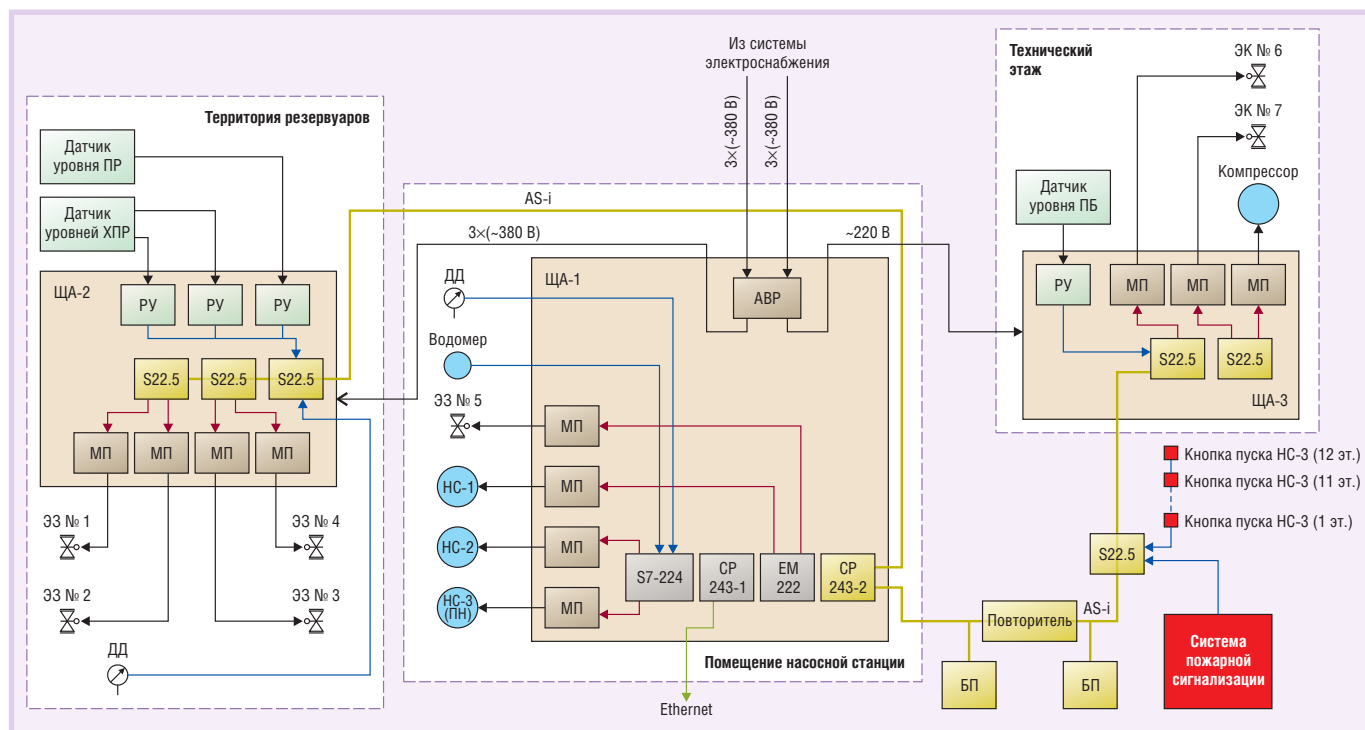 Из системы
электроснабжения
3×(~380 В)
3×(~380 В)
Технический
этаж
ЭК № 6
ЭК № 7
Компрессор
Датчик
уровня ПБ
РУ
МП
МП
МП
S22.5
S22.5
ЩА-3
Территория резервуаров
Датчик
уровня ПР
Датчик
уровней ХПР
ЩА-2
РУ
РУ
РУ
S22.5
S22.5
S22.5
МП
МП
МП
МП
ЭЗ № 1
ЭЗ № 4
ЭЗ № 2
ЭЗ № 3
ДД
AS-i
3×(~380 В)
~220 В
ЩА-1
АВР
ДД
Водомер
ЭЗ № 5
МП
НС-1
МП
НС-2
МП
НС-3
(ПН)
МП
S7-224
CP
243-1
EM
222
CP
243-2
Помещение насосной станции
Ethernet
Кнопка пуска НС-3 (12 эт.)
Кнопка пуска НС-3 (11 эт.)
Кнопка пуска НС-3 (1 эт.)
S22.5
AS-i
Повторитель
БП
БП
Система
пожарной
сигнализации